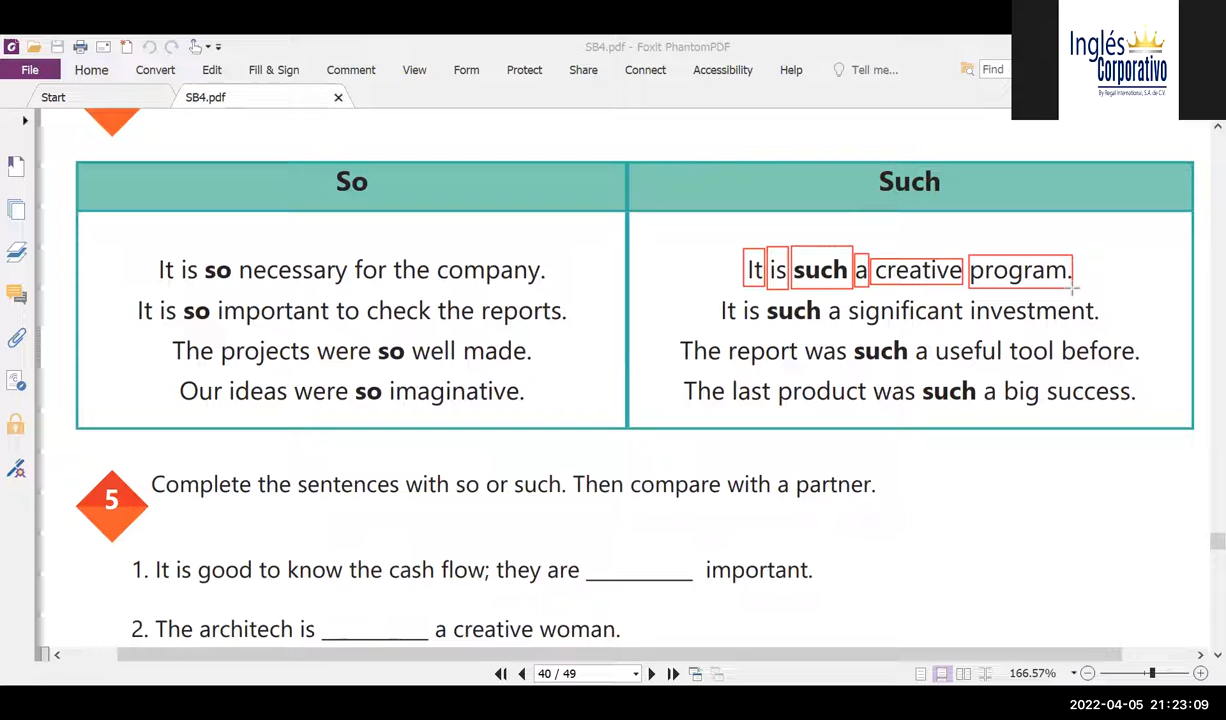 SB4.pdf - Foxit PhantomPDF
File Home Convert Edit Fill & Sign Comment View Form Protect Share Connect Accessibility Help Tell me... Find
Inglés
Corporativo
By Regal International, S.A. de C.V.
Start SB4.pdf
So Such
It is so necessary for the company.
It is so important to check the reports.
The projects were so well made.
Our ideas were so imaginative.
It is such a creative program.
It is such a significant investment.
The report was such a useful tool before.
The last product was such a big success.
5 Complete the sentences with so or such. Then compare with a partner.
1. It is good to know the cash flow; they are _________ important.
2. The architech is _________ a creative woman.
40 / 49 166.57%
2022-04-05 21:23:09